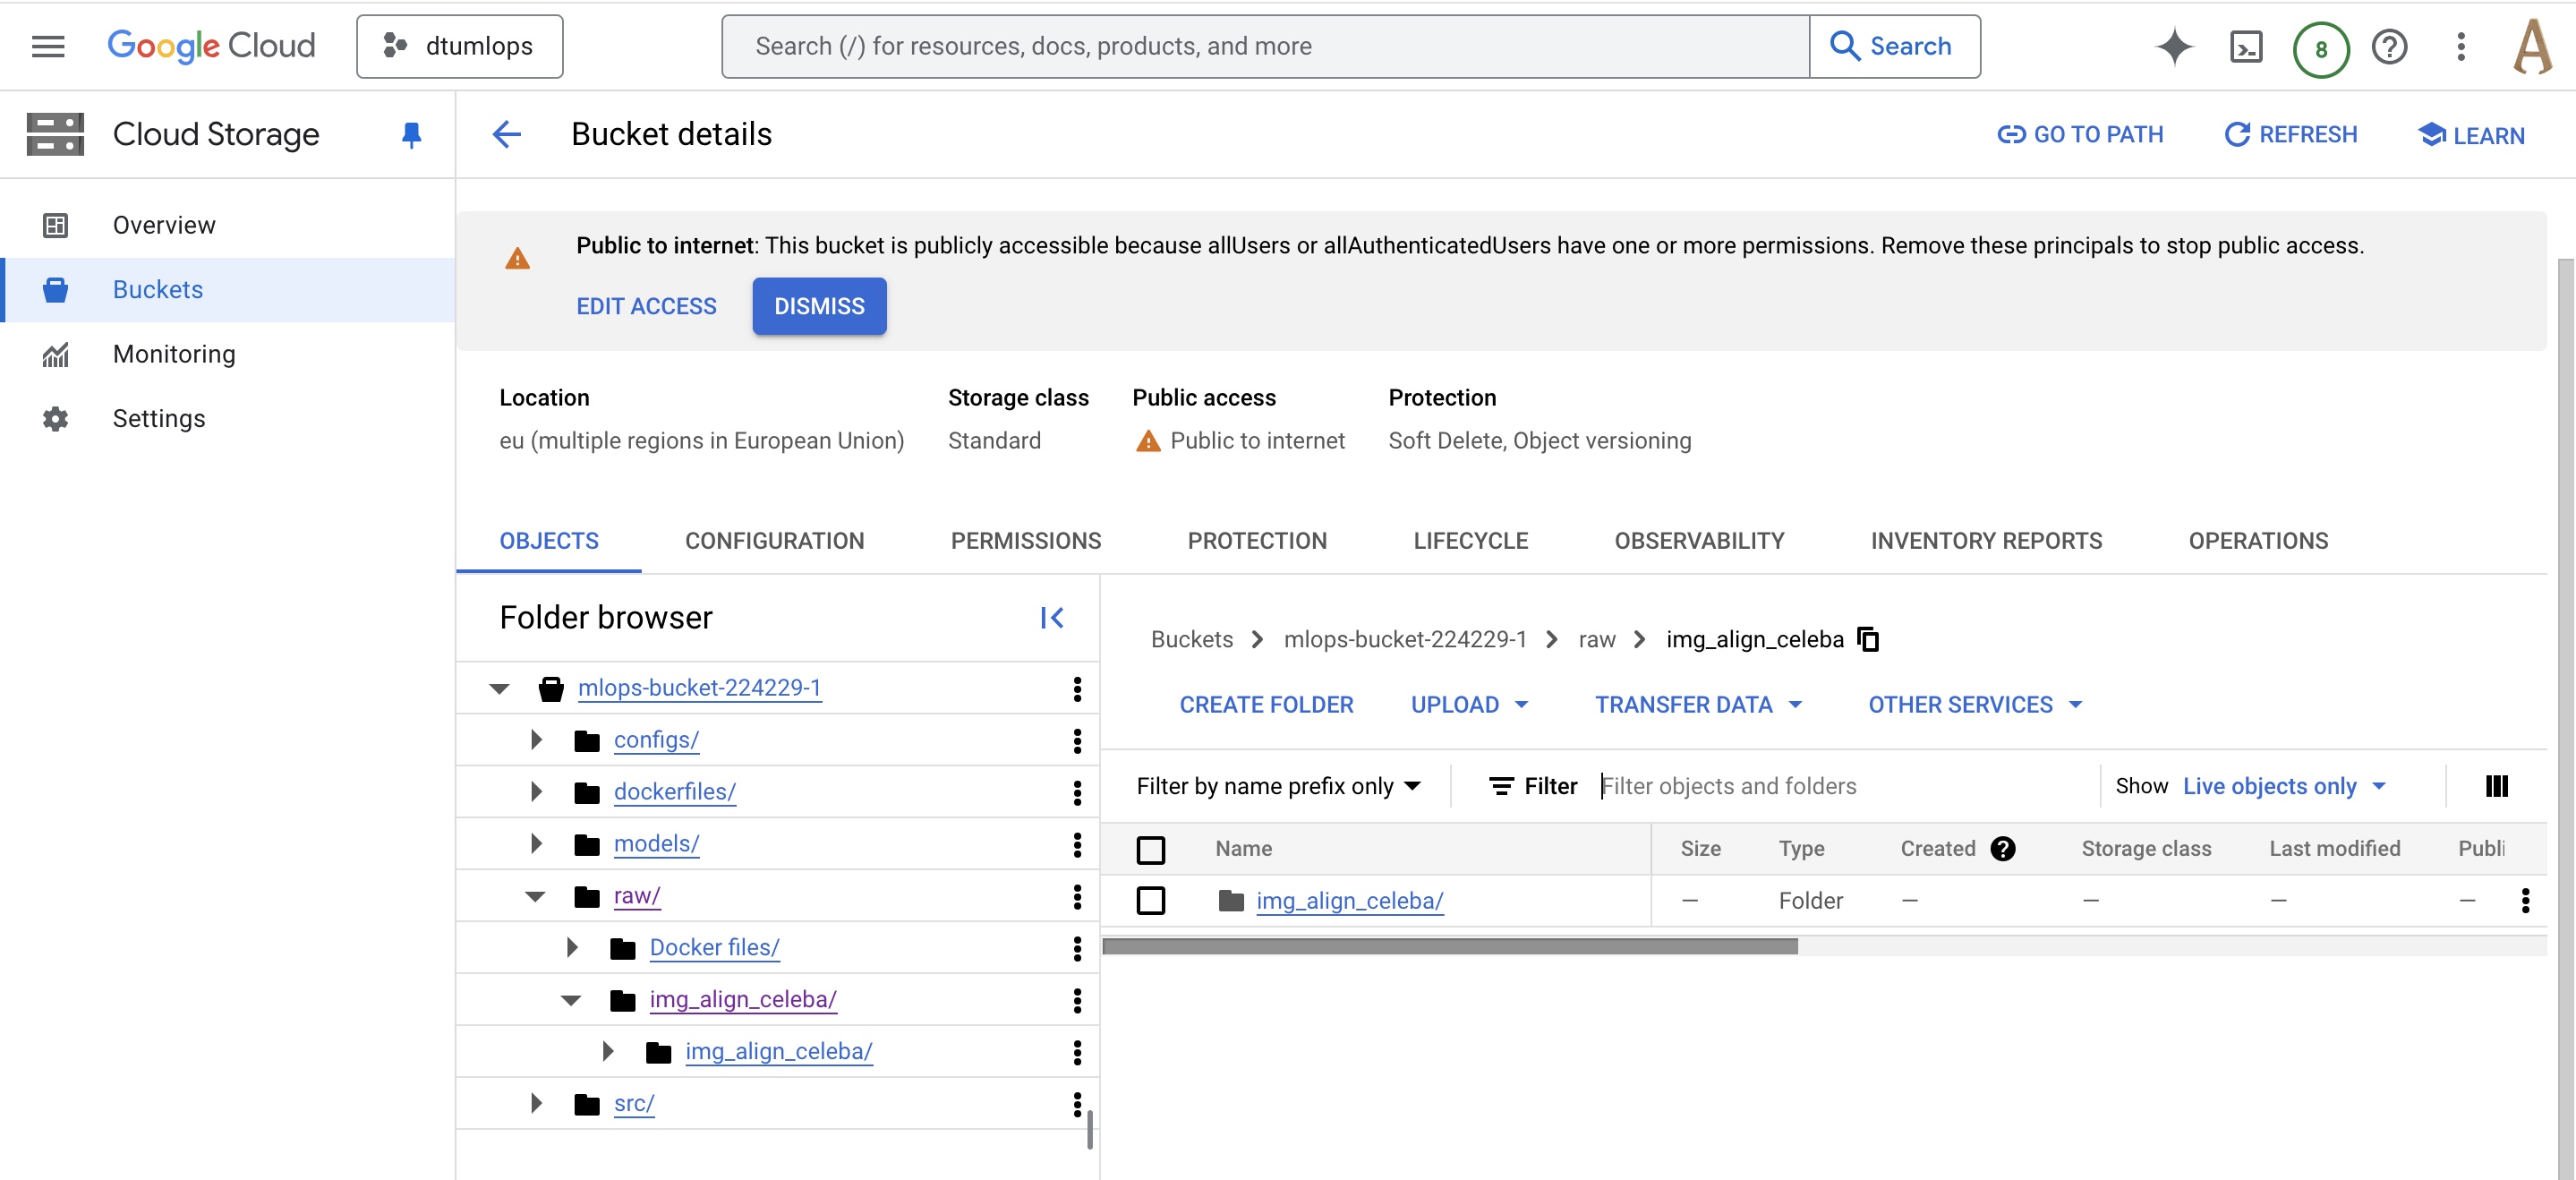 Google Cloud
dtumlops
Search (/) for resources, docs, products, and more
Search
8
Cloud Storage
Bucket details
GO TO PATH
REFRESH
LEARN
Overview
Buckets
Monitoring
Settings
Public to internet: This bucket is publicly accessible because allUsers or allAuthenticatedUsers have one or more permissions. Remove these principals to stop public access.
EDIT ACCESS
DISMISS
Location
Storage class
Public access
Protection
eu (multiple regions in European Union)
Standard
Public to internet
Soft Delete, Object versioning
OBJECTS
CONFIGURATION
PERMISSIONS
PROTECTION
LIFECYCLE
OBSERVABILITY
INVENTORY REPORTS
OPERATIONS
Folder browser
mlops-bucket-224229-1
configs/
dockerfiles/
models/
raw/
Docker files/
img_align_celeba/
img_align_celeba/
src/
Buckets > mlops-bucket-224229-1 > raw > img_align_celeba
CREATE FOLDER
UPLOAD
TRANSFER DATA
OTHER SERVICES
Filter by name prefix only
Filter
Filter objects and folders
Show
Live objects only
Name
Size
Type
Created
Storage class
Last modified
Publi
img_align_celeba/
—
Folder
—
—
—
—